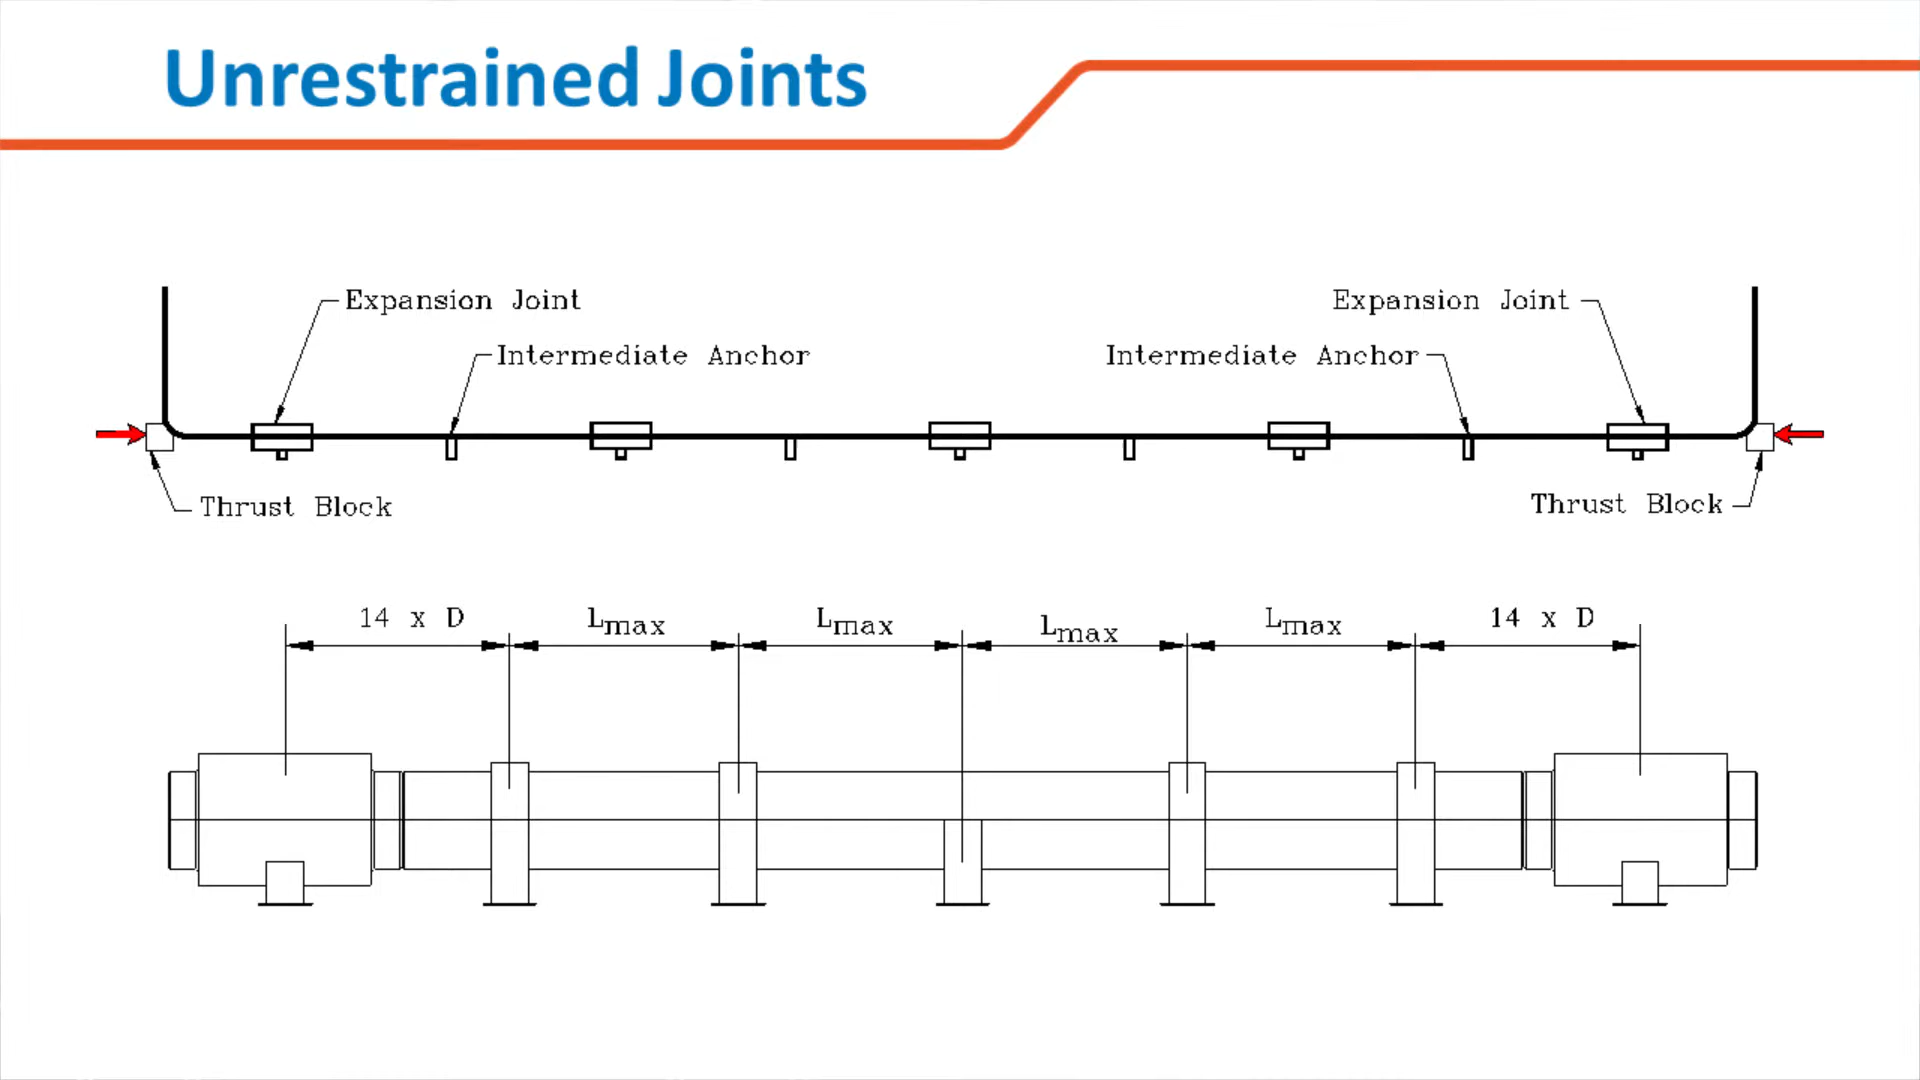 Unrestrained Joints
Expansion Joint
Expansion Joint
Intermediate Anchor
Intermediate Anchor
Thrust Block
Thrust Block
14 x D
Lmax
Lmax
Lmax
Lmax
14 x D